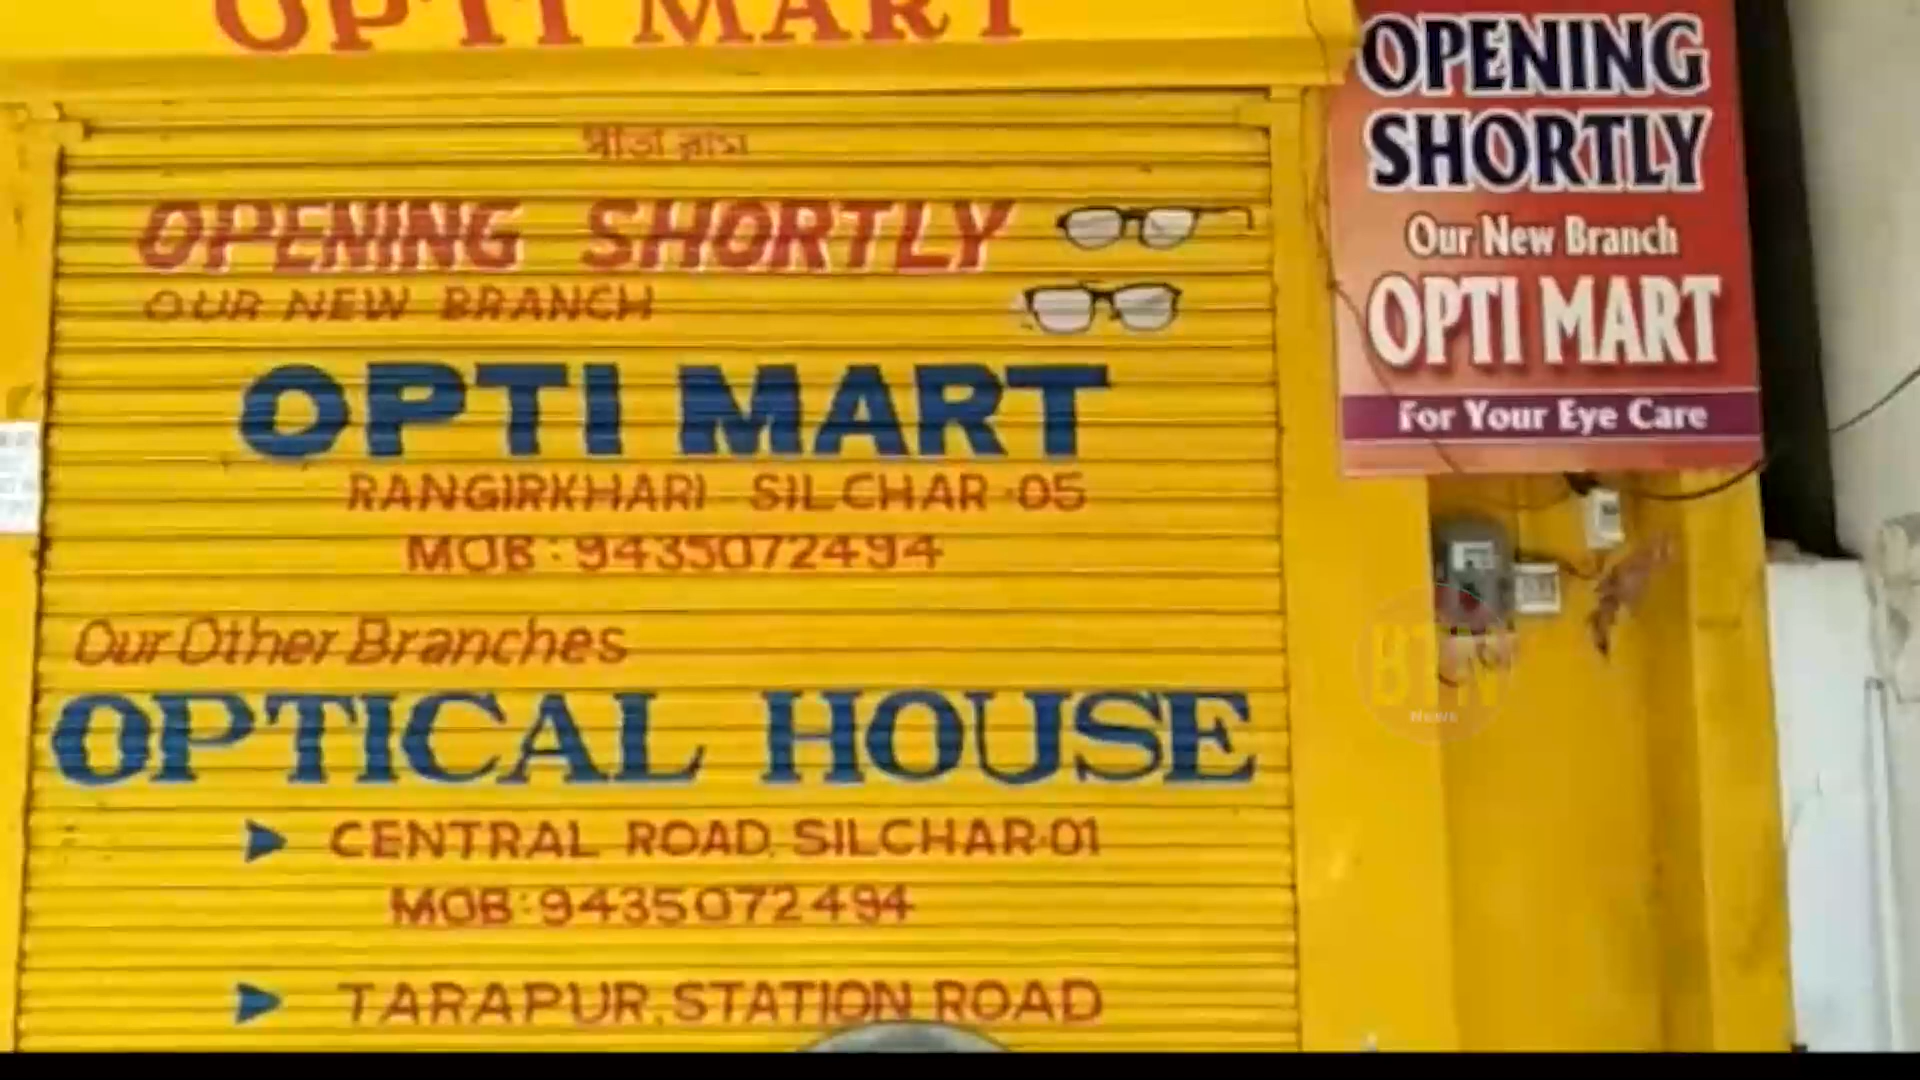 OPTI MART
OPENING SHORTLY
OUR NEW BRANCH
OPTI MART
RANGIRKHARI SILCHAR-05
MOB: 9435072494
Our Other Branches
OPTICAL HOUSE
CENTRAL ROAD, SILCHAR-01
MOB: 9435072494
TARAPUR, STATION ROAD
OPENING
SHORTLY
Our New Branch
OPTI MART
For Your Eye Care
BTN
News